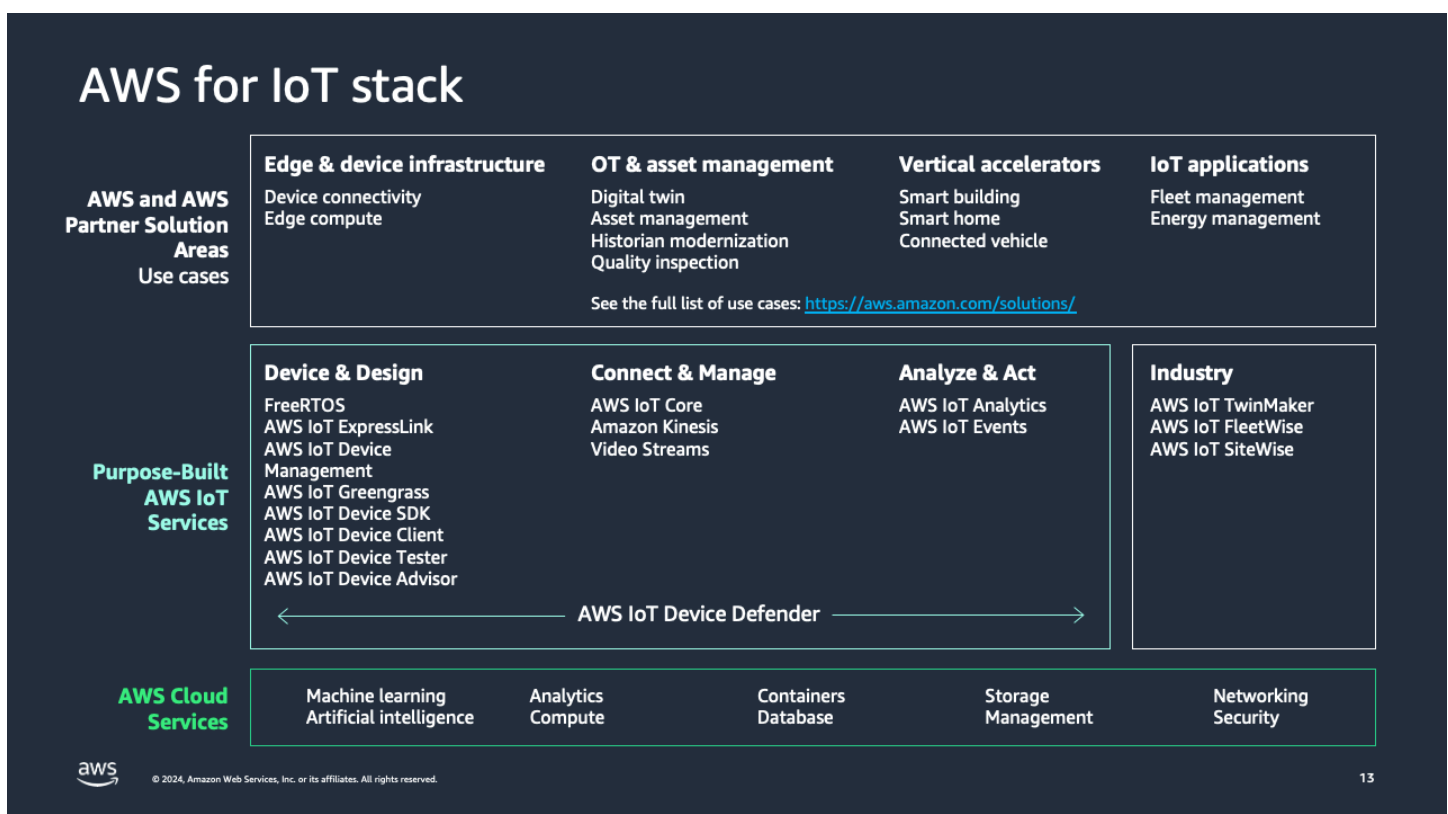 AWS for IoT stack
AWS and AWS
Partner Solution
Areas
Use cases
Edge & device infrastructure
Device connectivity
Edge compute
OT & asset management
Digital twin
Asset management
Historian modernization
Quality inspection
See the full list of use cases: https://aws.amazon.com/solutions/
Vertical accelerators
Smart building
Smart home
Connected vehicle
IoT applications
Fleet management
Energy management
Purpose-Built
AWS IoT
Services
Device & Design
FreeRTOS
AWS IoT ExpressLink
AWS IoT Device
Management
AWS IoT Greengrass
AWS IoT Device SDK
AWS IoT Device Client
AWS IoT Device Tester
AWS IoT Device Advisor
Connect & Manage
AWS IoT Core
Amazon Kinesis
Video Streams
Analyze & Act
AWS IoT Analytics
AWS IoT Events
AWS IoT Device Defender
Industry
AWS IoT TwinMaker
AWS IoT FleetWise
AWS IoT SiteWise
AWS Cloud
Services
Machine learning
Artificial intelligence
Analytics
Compute
Containers
Database
Storage
Management
Networking
Security
aws
© 2024, Amazon Web Services, Inc. or its affiliates. All rights reserved.
13